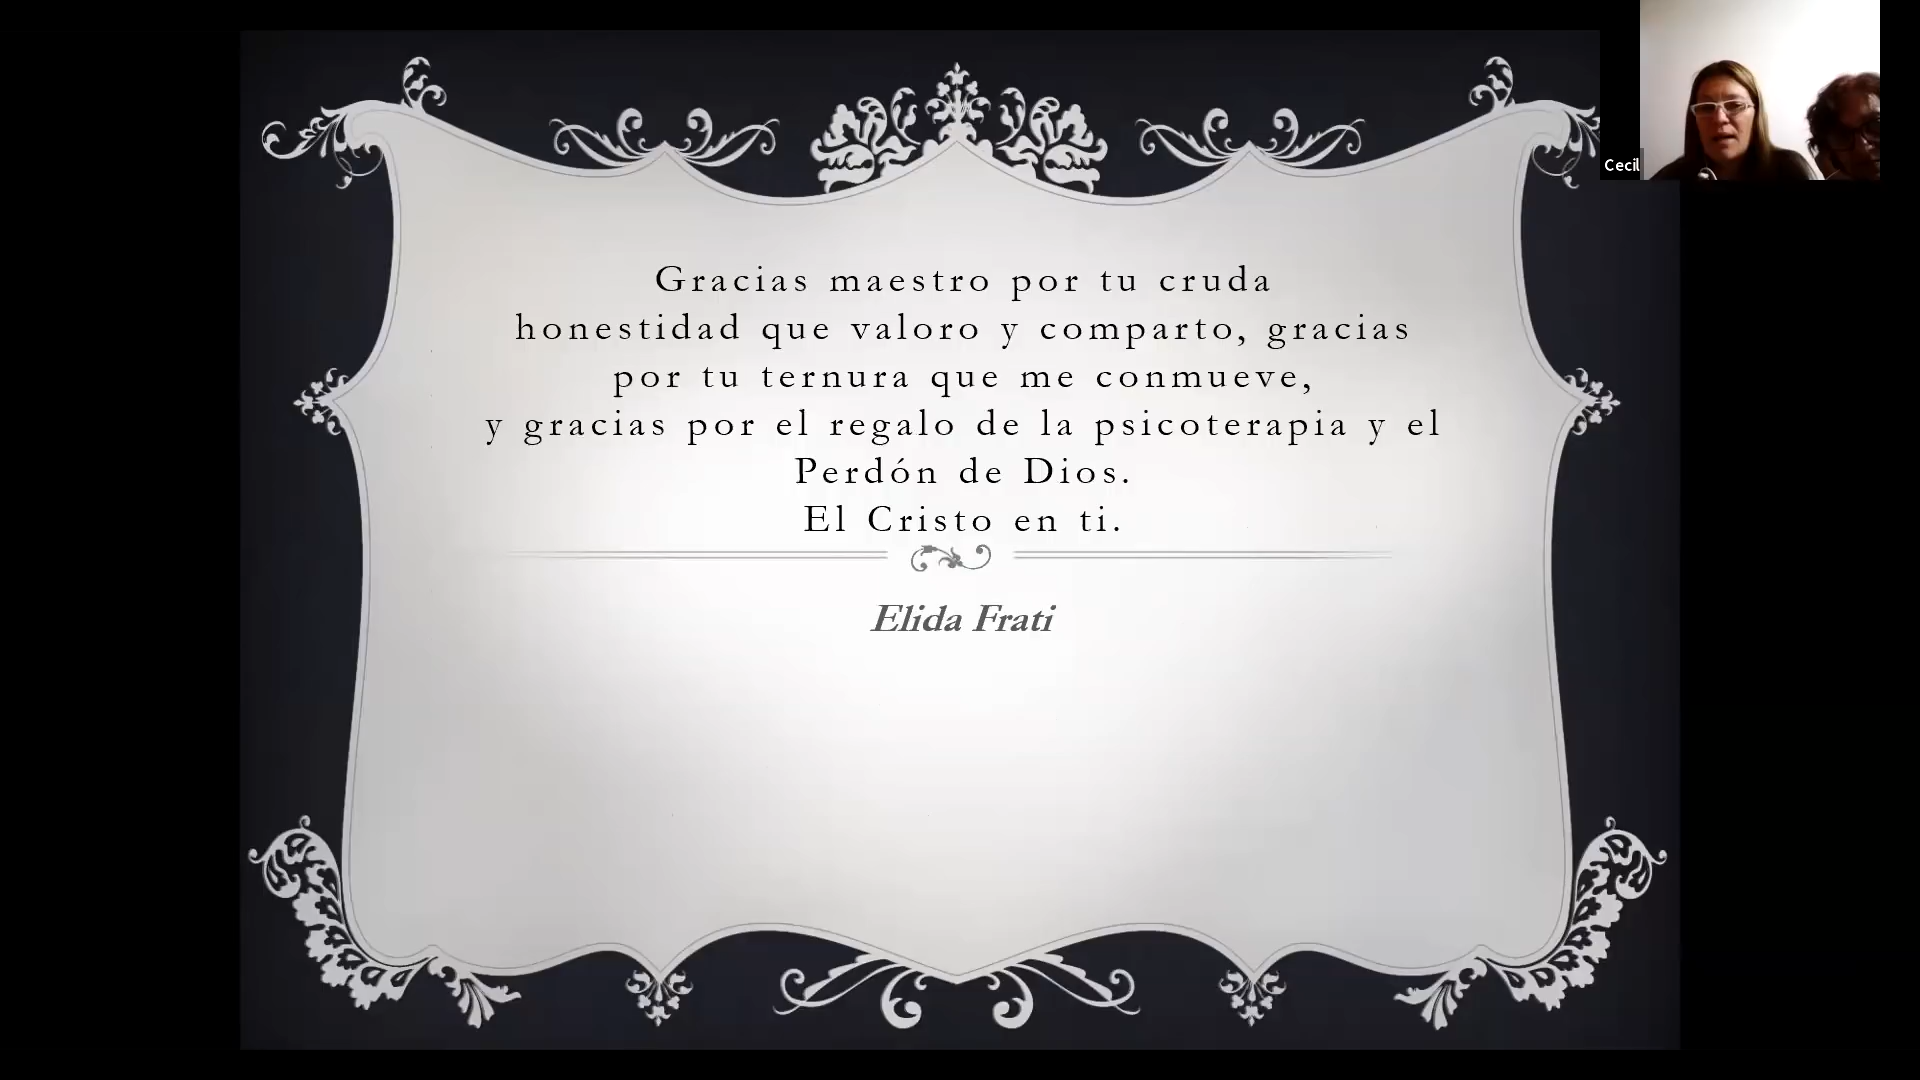 Gracias maestro por tu cruda
honestidad que valoro y comparto, gracias
por tu ternura que me conmueve,
y gracias por el regalo de la psicoterapia y el
Perdón de Dios.
El Cristo en ti.
Elida Frati
Cecil